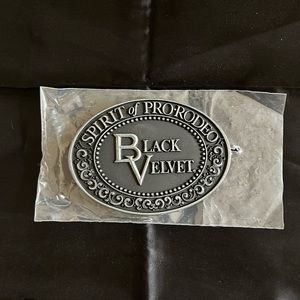 SPIRIT of PRO·RODEO
BLACK
VELVET.